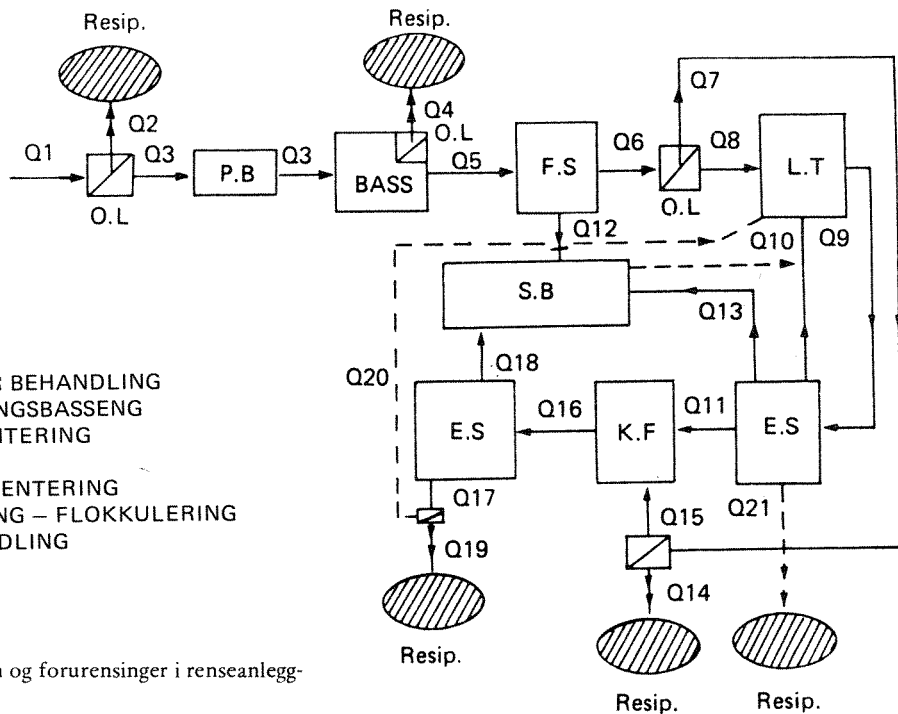 Resip.
Resip.
Q7
Q2
Q4
O.L
Q1
Q3
Q3
Q5
Q6
Q8
P.B
BASS
F.S
L.T
O.L
O.L
Q12
Q10
Q9
S.B
Q13
Q18
Q20
R BEHANDLING
NGSBASSENG
NTERING
ENTERING
NG – FLOKKULERING
DLING
E.S
Q16
K.F
Q11
E.S
Q17
Q15
Q21
Q19
Q14
Resip.
n og forurensinger i renseanlegg-
Resip.
Resip.